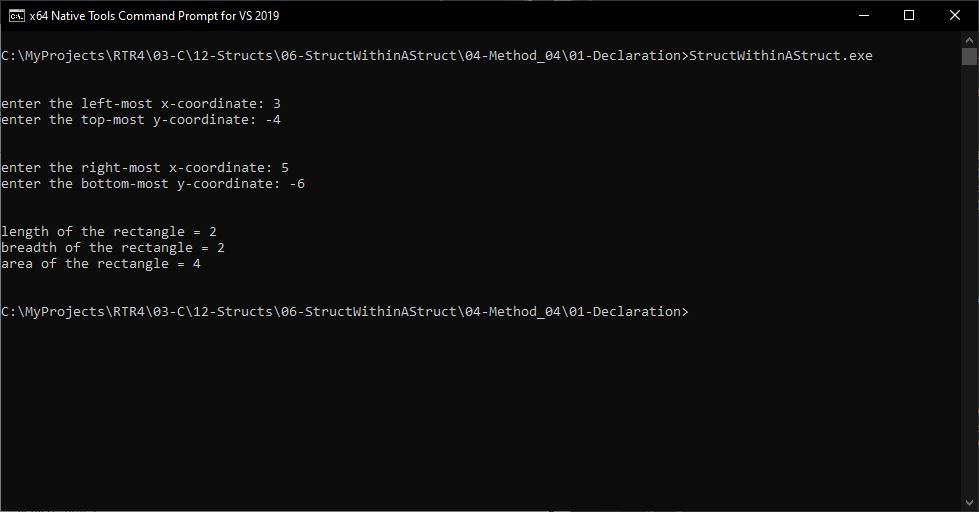 x64 Native Tools Command Prompt for VS 2019
C:\MyProjects\RTR4\03-C\12-Structs\06-StructWithinAStruct\04-Method_04\01-Declaration>StructWithinAStruct.exe
enter the left-most x-coordinate: 3
enter the top-most y-coordinate: -4
enter the right-most x-coordinate: 5
enter the bottom-most y-coordinate: -6
length of the rectangle = 2
breadth of the rectangle = 2
area of the rectangle = 4
C:\MyProjects\RTR4\03-C\12-Structs\06-StructWithinAStruct\04-Method_04\01-Declaration>